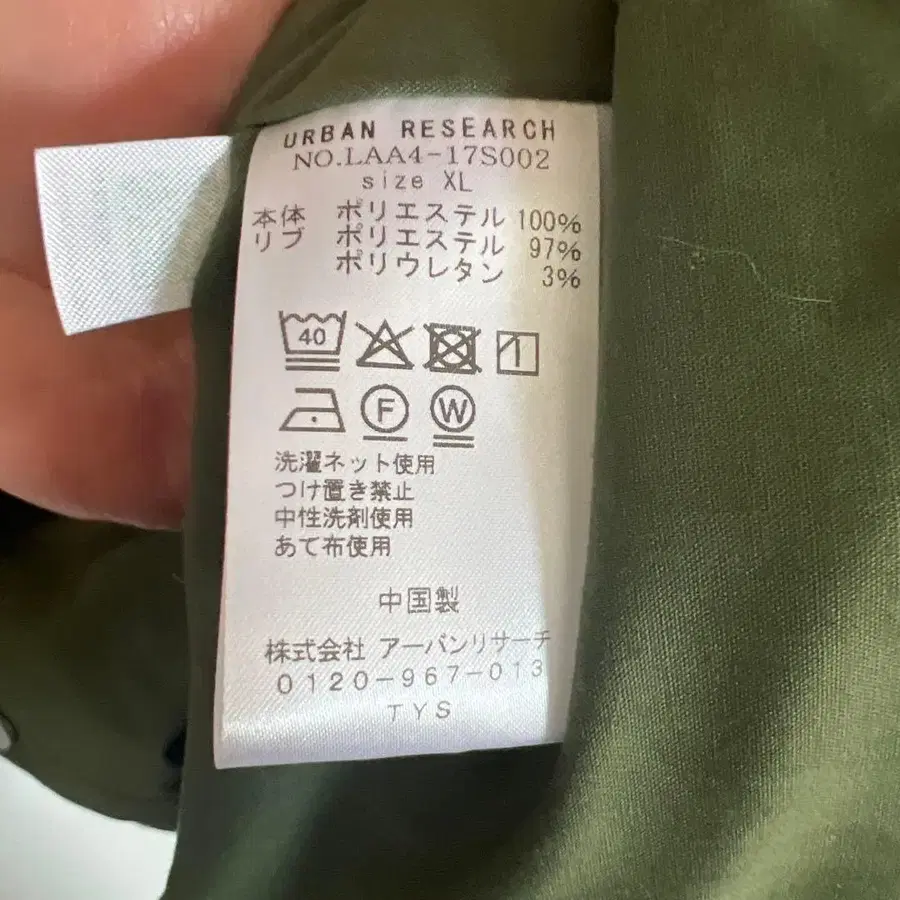 URBAN RESEARCH
NO.LAA4-17S002
size XL
本体 ポリエステル 100%
リブ ポリエステル 97%
ポリウレタン 3%
40
F W
洗濯ネット使用
つけ置き禁止
中性洗剤使用
あて布使用
中国製
株式会社 アーバンリサーチ
0120-967-013
TYS